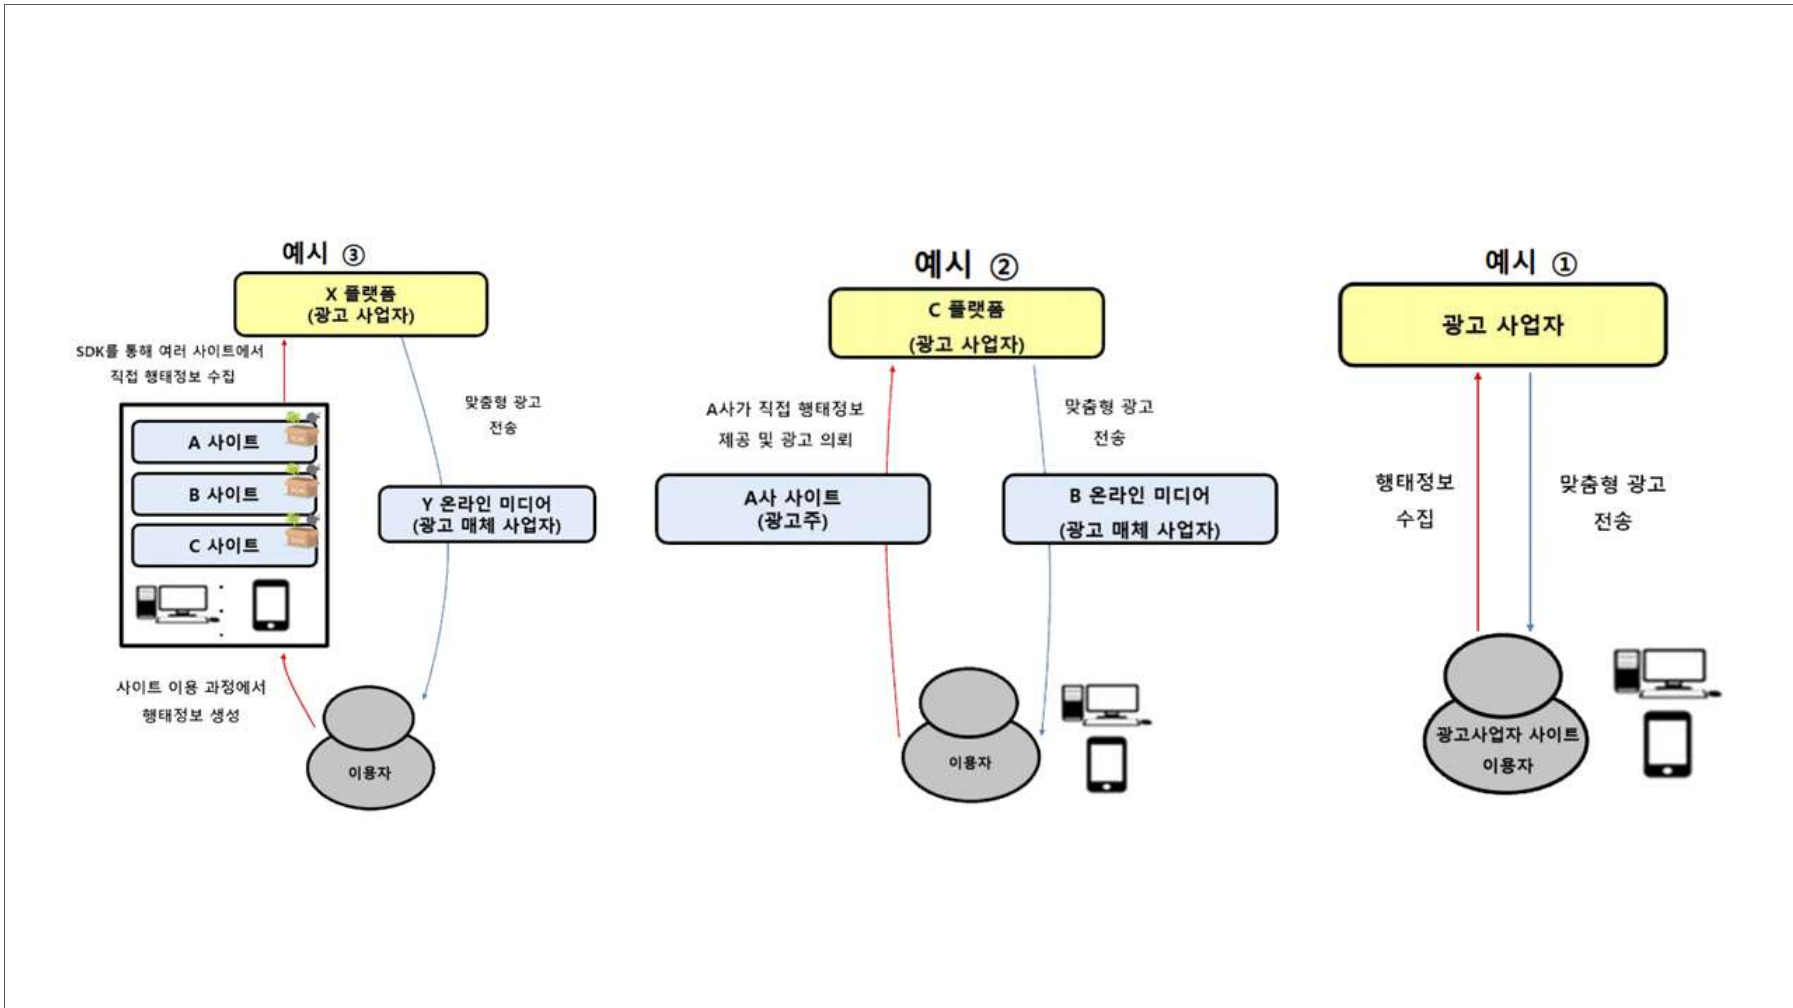 예시 ③
X 플랫폼
(광고 사업자)
SDK를 통해 여러 사이트에서
직접 행태정보 수집
맞춤형 광고
전송
A 사이트
B 사이트
C 사이트
Y 온라인 미디어
(광고 매체 사업자)
사이트 이용 과정에서
행태정보 생성
이용자
예시 ②
C 플랫폼
(광고 사업자)
A사가 직접 행태정보
제공 및 광고 의뢰
맞춤형 광고
전송
A사 사이트
(광고주)
B 온라인 미디어
(광고 매체 사업자)
이용자
예시 ①
광고 사업자
행태정보
수집
맞춤형 광고
전송
광고사업자 사이트
이용자